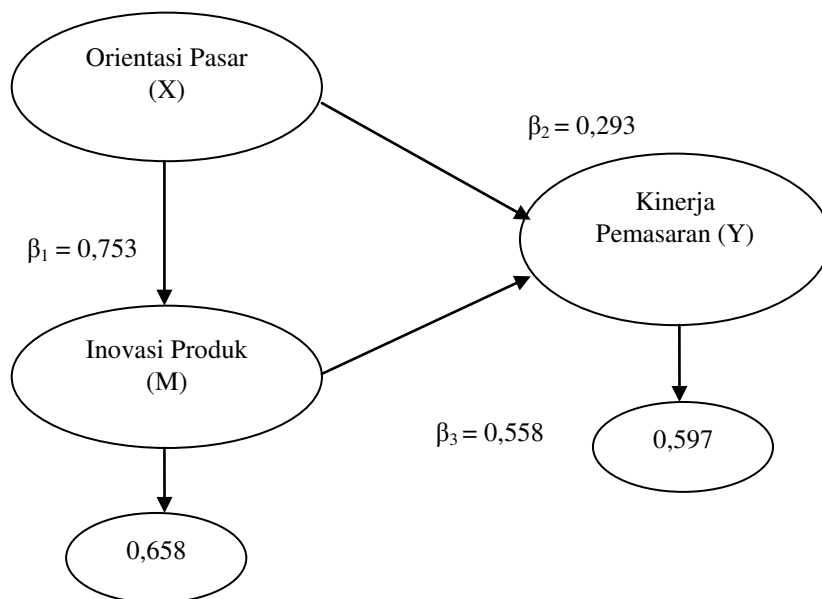 Orientasi Pasar
(X)
β₂ = 0,293
Kinerja
Pemasaran (Y)
β₁ = 0,753
Inovasi Produk
(M)
β₃ = 0,558
0,597
0,658